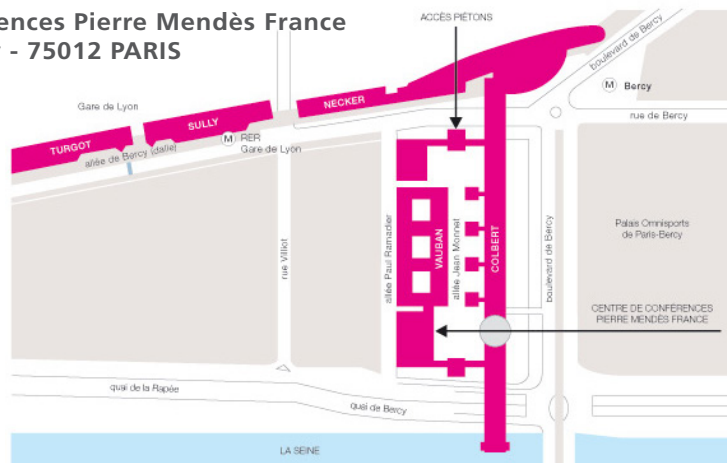 ences Pierre Mendès France
- 75012 PARIS
ACCÈS PIÉTONS
boulevard de Bercy
M Bercy
rue de Bercy
Gare de Lyon
NECKER
SULLY
TURGOT
M RER
Gare de Lyon
allée de Bercy (dalle)
rue Villiot
allée Paul Ramadier
VAUBAN
allée Jean Monnet
COLBERT
boulevard de Bercy
Palais Omnisports
de Paris-Bercy
CENTRE DE CONFÉRENCES
PIERRE MENDÈS FRANCE
quai de la Rapée
quai de Bercy
LA SEINE